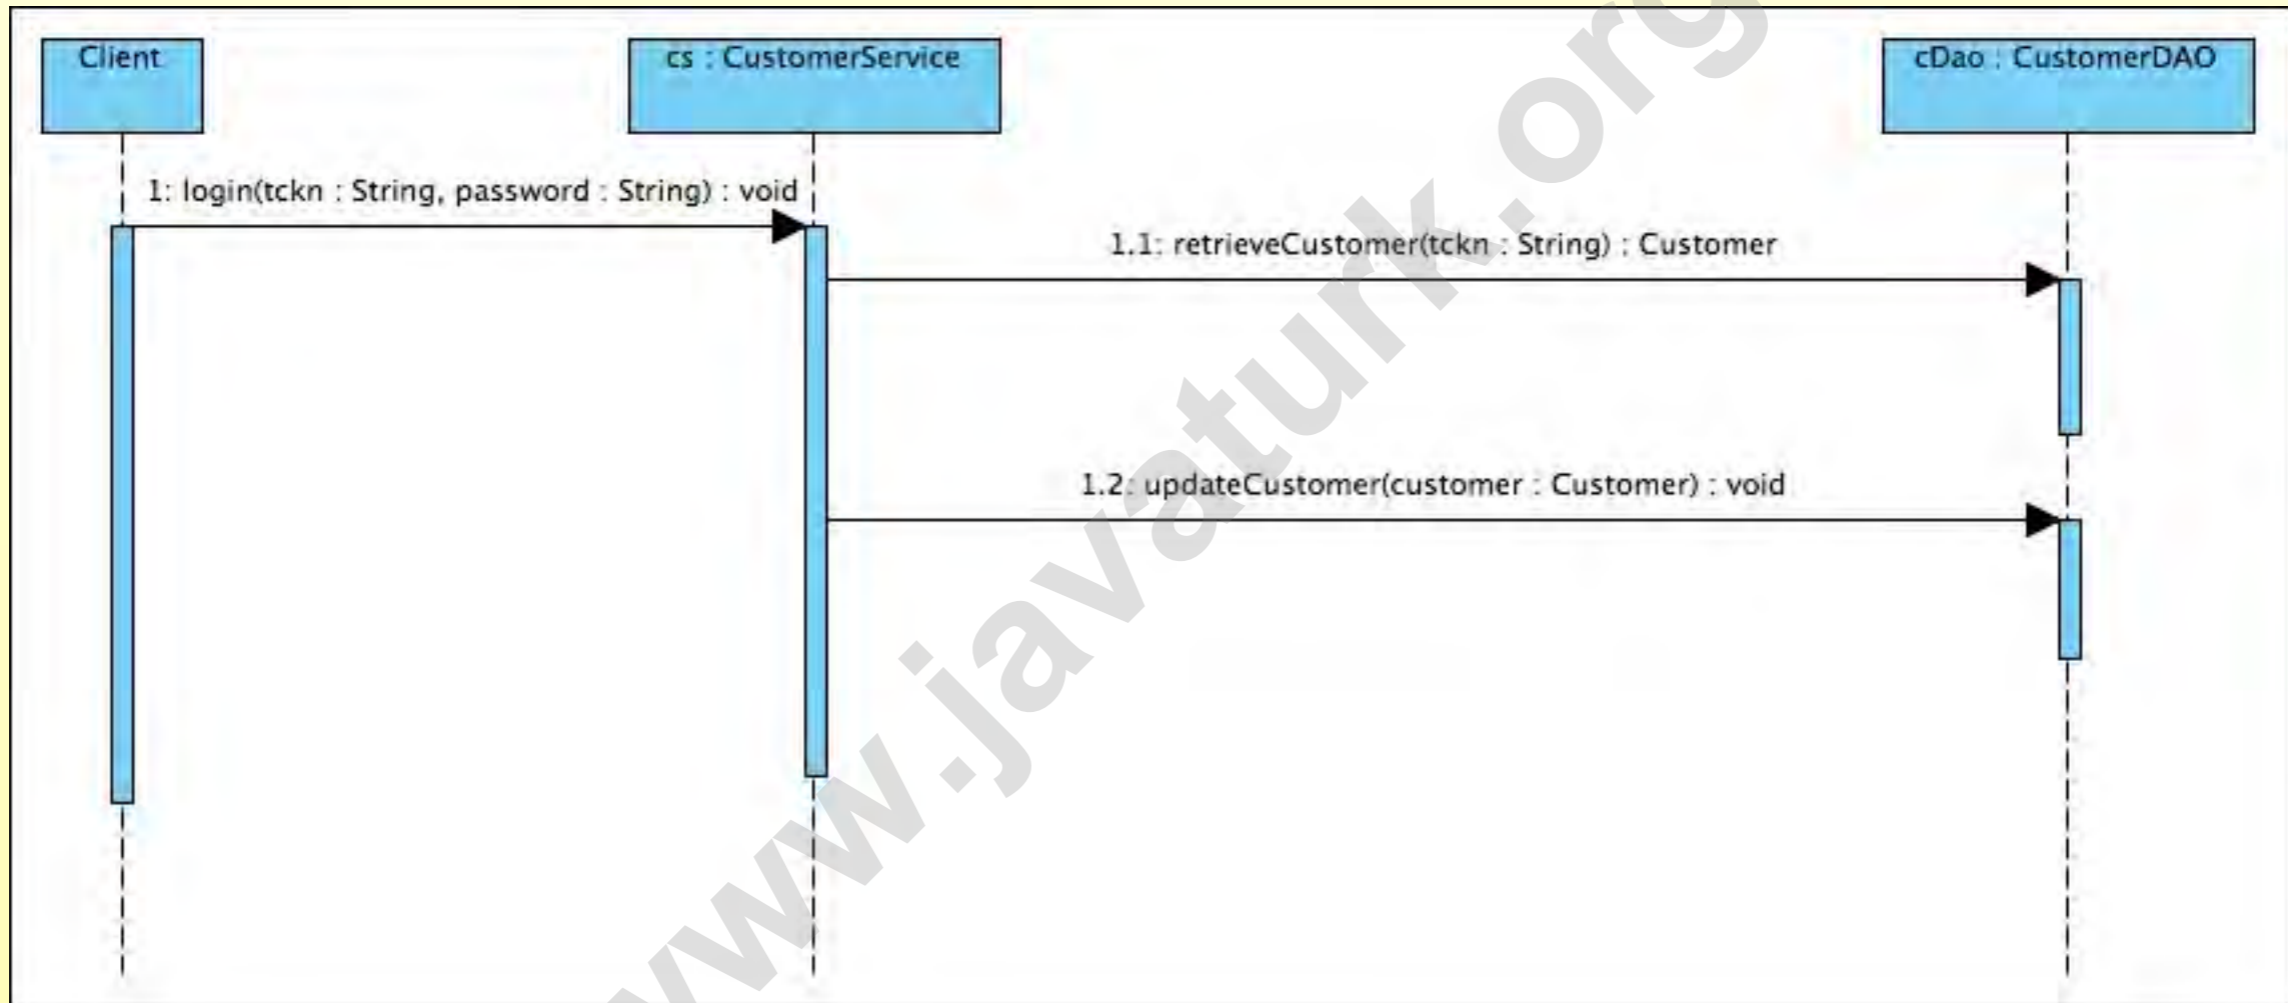 Client
cs : CustomerService
cDao : CustomerDAO
1: login(tckn : String, password : String) : void
1.1: retrieveCustomer(tckn : String) : Customer
1.2: updateCustomer(customer : Customer) : void
ww.javaturk.org